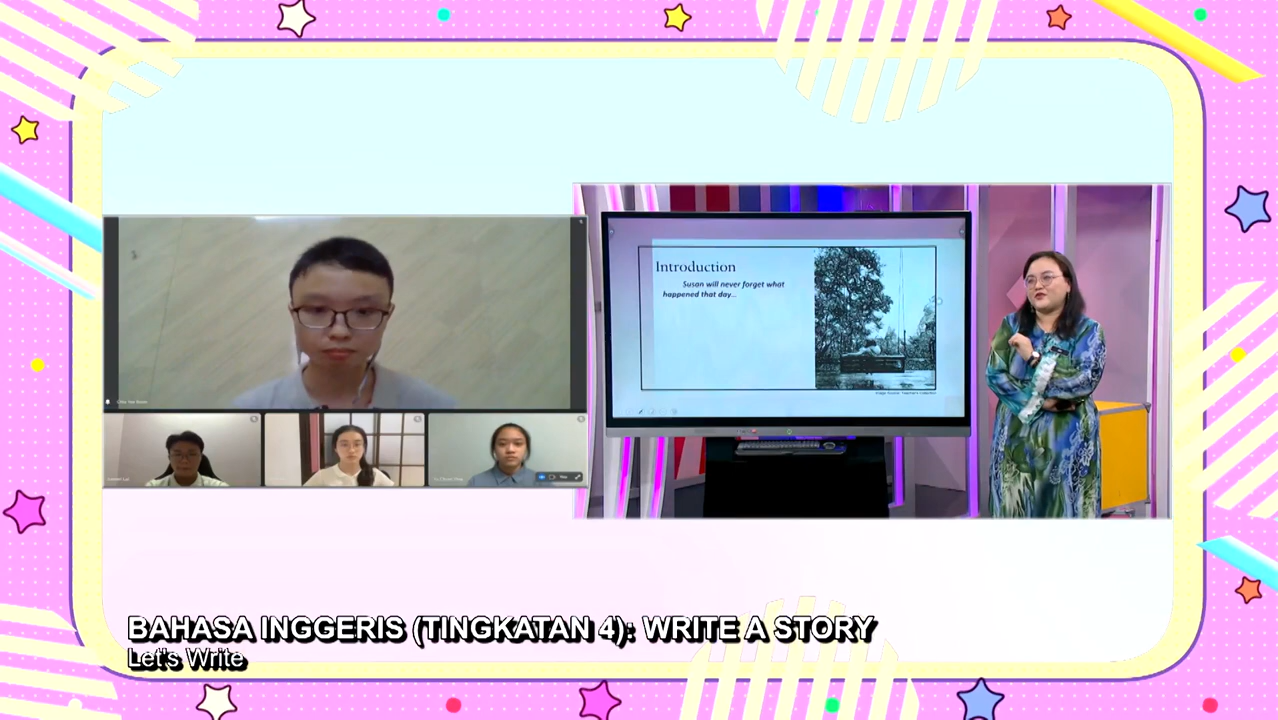 Introduction
Susan will never forget what
happened that day...
BAHASA INGGERIS (TINGKATAN 4): WRITE A STORY
Let's Write